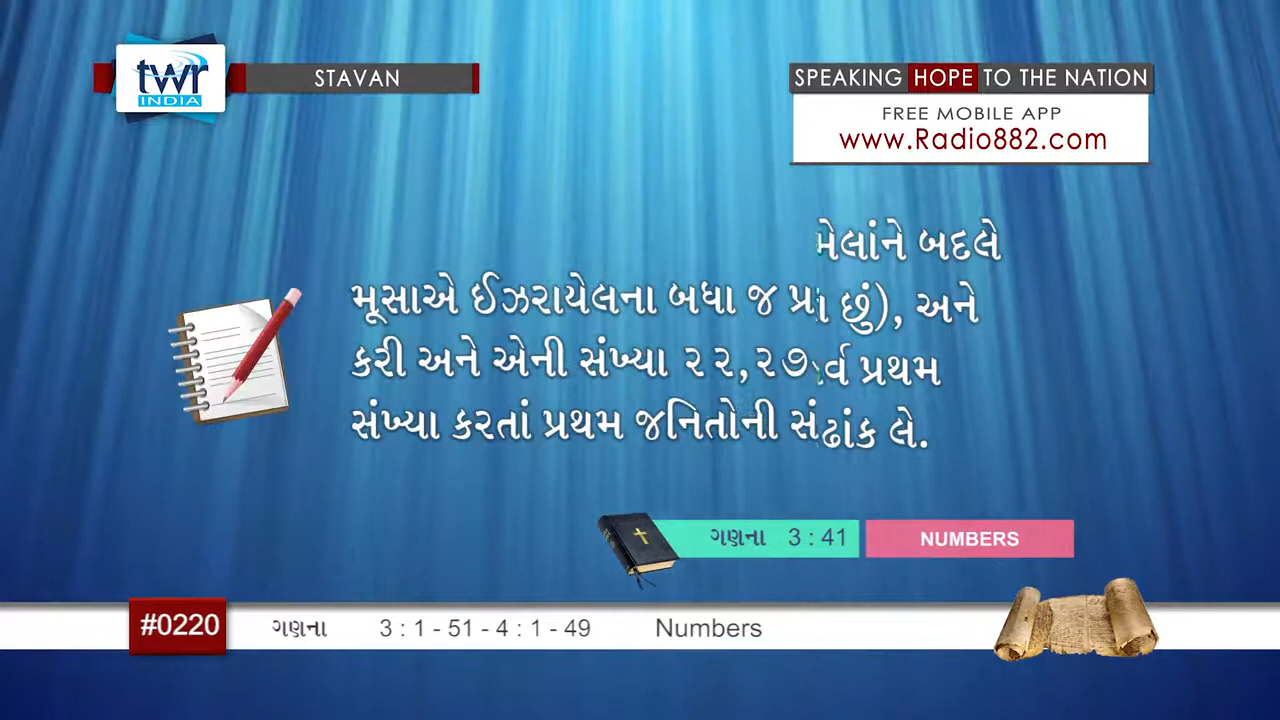 twr
INDIA
STAVAN
SPEAKING HOPE TO THE NATION
FREE MOBILE APP
www.Radio882.com
મેલાંને બદલે
મૂસાએ ઈઝરાયેલના બધા જ પ્ર છું), અને
કરી અને એની સંખ્યા ૨૨,૨૭ ર્વ પ્રથમ
સંખ્યા કરતાં પ્રથમ જનિતોની સં ઢાંક લે.
ગણના 3 : 41 NUMBERS
#0220 ગણના 3 : 1 - 51 - 4 : 1 - 49 Numbers